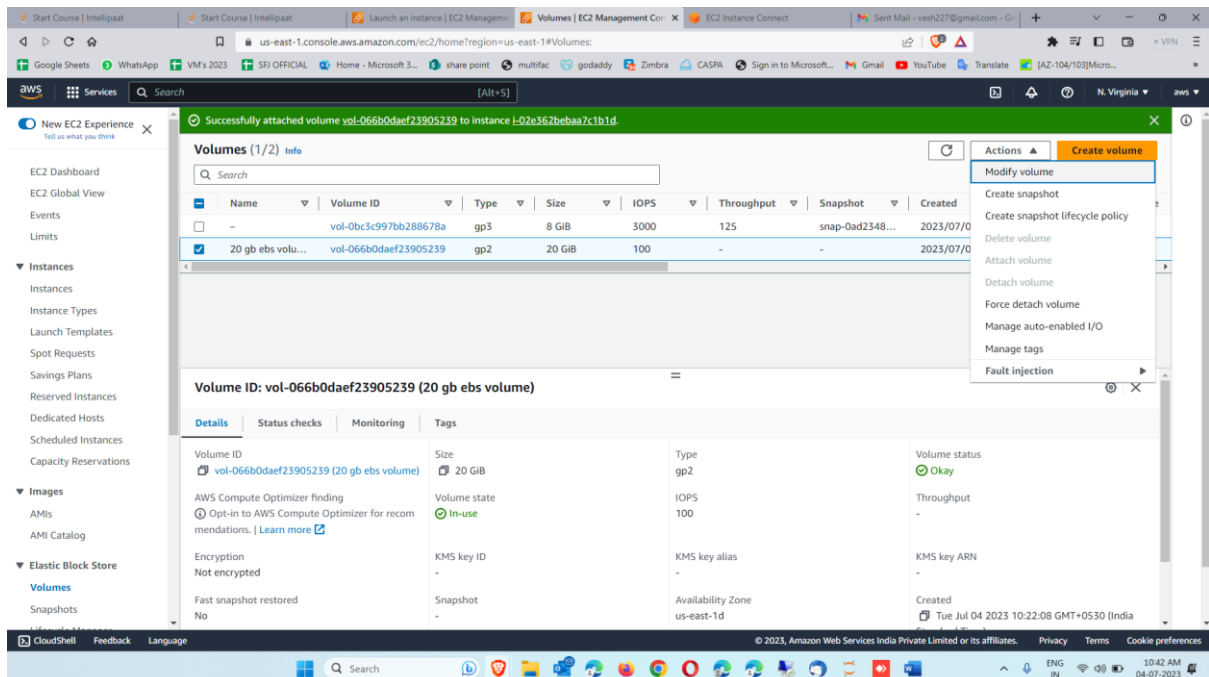 Start Course | Intellipaat
Start Course | Intellipaat
Launch an instance | EC2 Manageme
Volumes | EC2 Management Con
EC2 Instance Connect
Sent Mail - vesh227@gmail.com - G
us-east-1.console.aws.amazon.com/ec2/home?region=us-east-1#Volumes:
VPN
Google Sheets WhatsApp VM's 2023 SFJ OFFICIAL Home - Microsoft 3... share point multifac godaddy Zimbra CASPA Sign in to Microsoft... Gmail YouTube Translate [AZ-104/103]Micro... »
aws Services Search [Alt+S] N. Virginia ▼ aws ▼
New EC2 Experience
Tell us what you think
EC2 Dashboard
EC2 Global View
Events
Limits
Instances
Instances
Instance Types
Launch Templates
Spot Requests
Savings Plans
Reserved Instances
Dedicated Hosts
Scheduled Instances
Capacity Reservations
Images
AMIs
AMI Catalog
Elastic Block Store
Volumes
Snapshots
Successfully attached volume vol-066b0daef23905239 to instance i-02e362bebaa7c1b1d.
Volumes (1/2) Info
Actions ▲ Create volume
Search
Name Volume ID Type Size IOPS Throughput Snapshot Created
- vol-0bc3c997bb288678a gp3 8 GiB 3000 125 snap-0ad2348... 2023/07/0
20 gb ebs volu... vol-066b0daef23905239 gp2 20 GiB 100 - - 2023/07/0
Modify volume
Create snapshot
Create snapshot lifecycle policy
Delete volume
Attach volume
Detach volume
Force detach volume
Manage auto-enabled I/O
Manage tags
Fault injection
Volume ID: vol-066b0daef23905239 (20 gb ebs volume)
Details Status checks Monitoring Tags
Volume ID Size Type Volume status
vol-066b0daef23905239 (20 gb ebs volume) 20 GiB gp2 Okay
AWS Compute Optimizer finding Volume state IOPS Throughput
Opt-in to AWS Compute Optimizer for recom In-use 100 -
mendations. | Learn more
Encryption KMS key ID KMS key alias KMS key ARN
Not encrypted - - -
Fast snapshot restored Snapshot Availability Zone Created
No - us-east-1d Tue Jul 04 2023 10:22:08 GMT+0530 (India
CloudShell Feedback Language © 2023, Amazon Web Services India Private Limited or its affiliates. Privacy Terms Cookie preferences
Search
ENG
IN
10:42 AM
04-07-2023